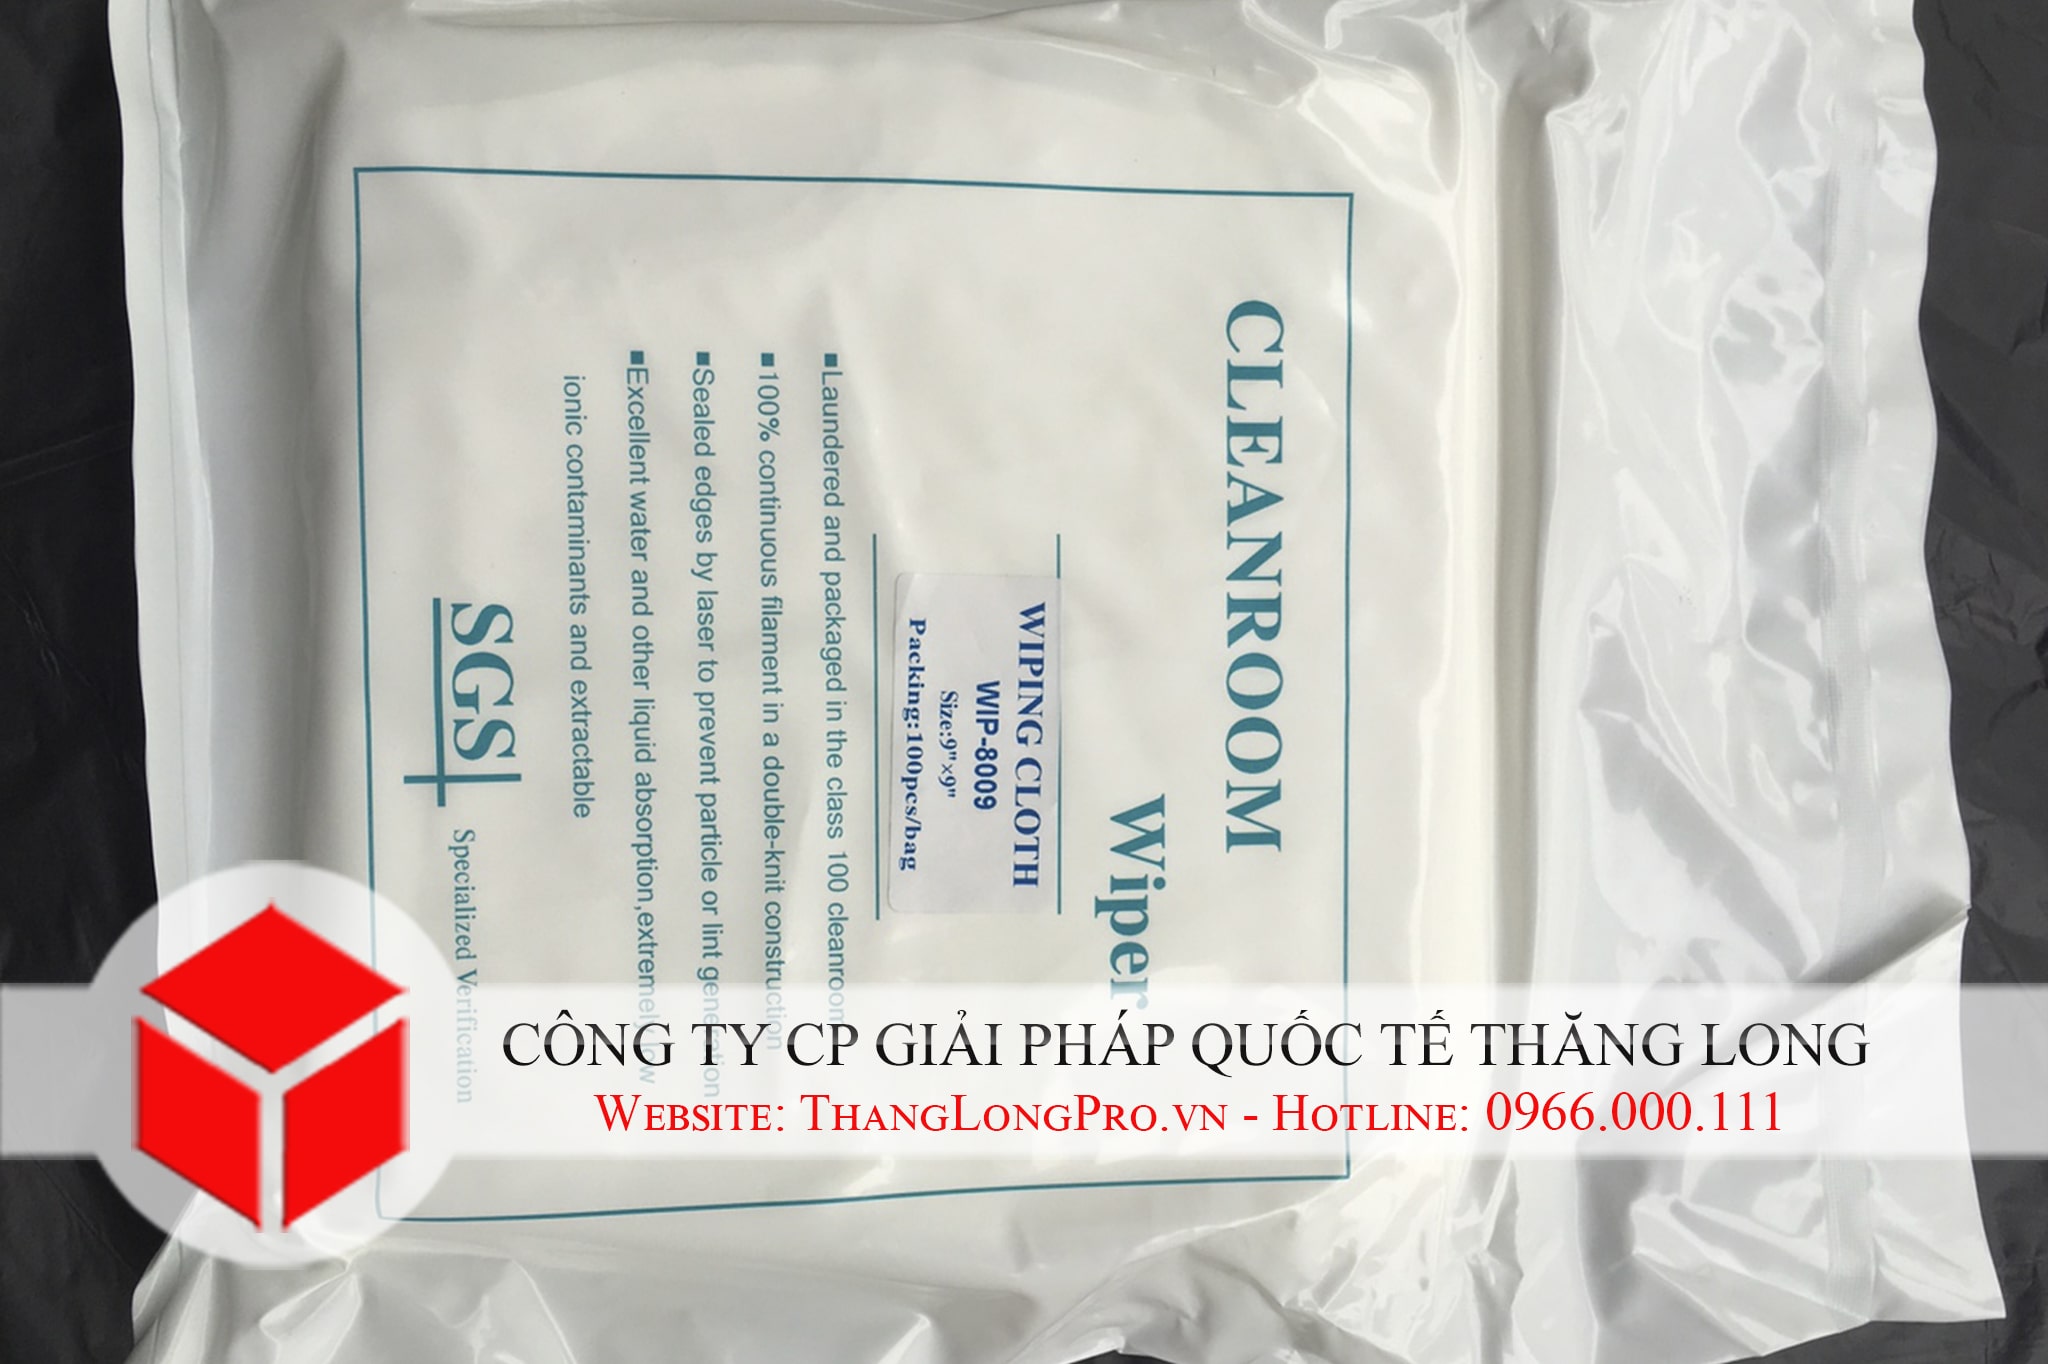 CLEANROOM
Wiper
WIPING CLOTH
WIP-8009
Size:9"×9"
Packing:100pcs/bag
■Laundered and packaged in the class 100 cleanroom
■100% continuous filament in a double-knit construction
■Sealed edges by laser to prevent particle or lint generation
■Excellent water and other liquid absorption,extremely low
ionic contaminants and extractable
SGS
Specialized Verification
CÔNG TY CP GIẢI PHÁP QUỐC TẾ THĂNG LONG
Website: ThangLongPro.vn - Hotline: 0966.000.111